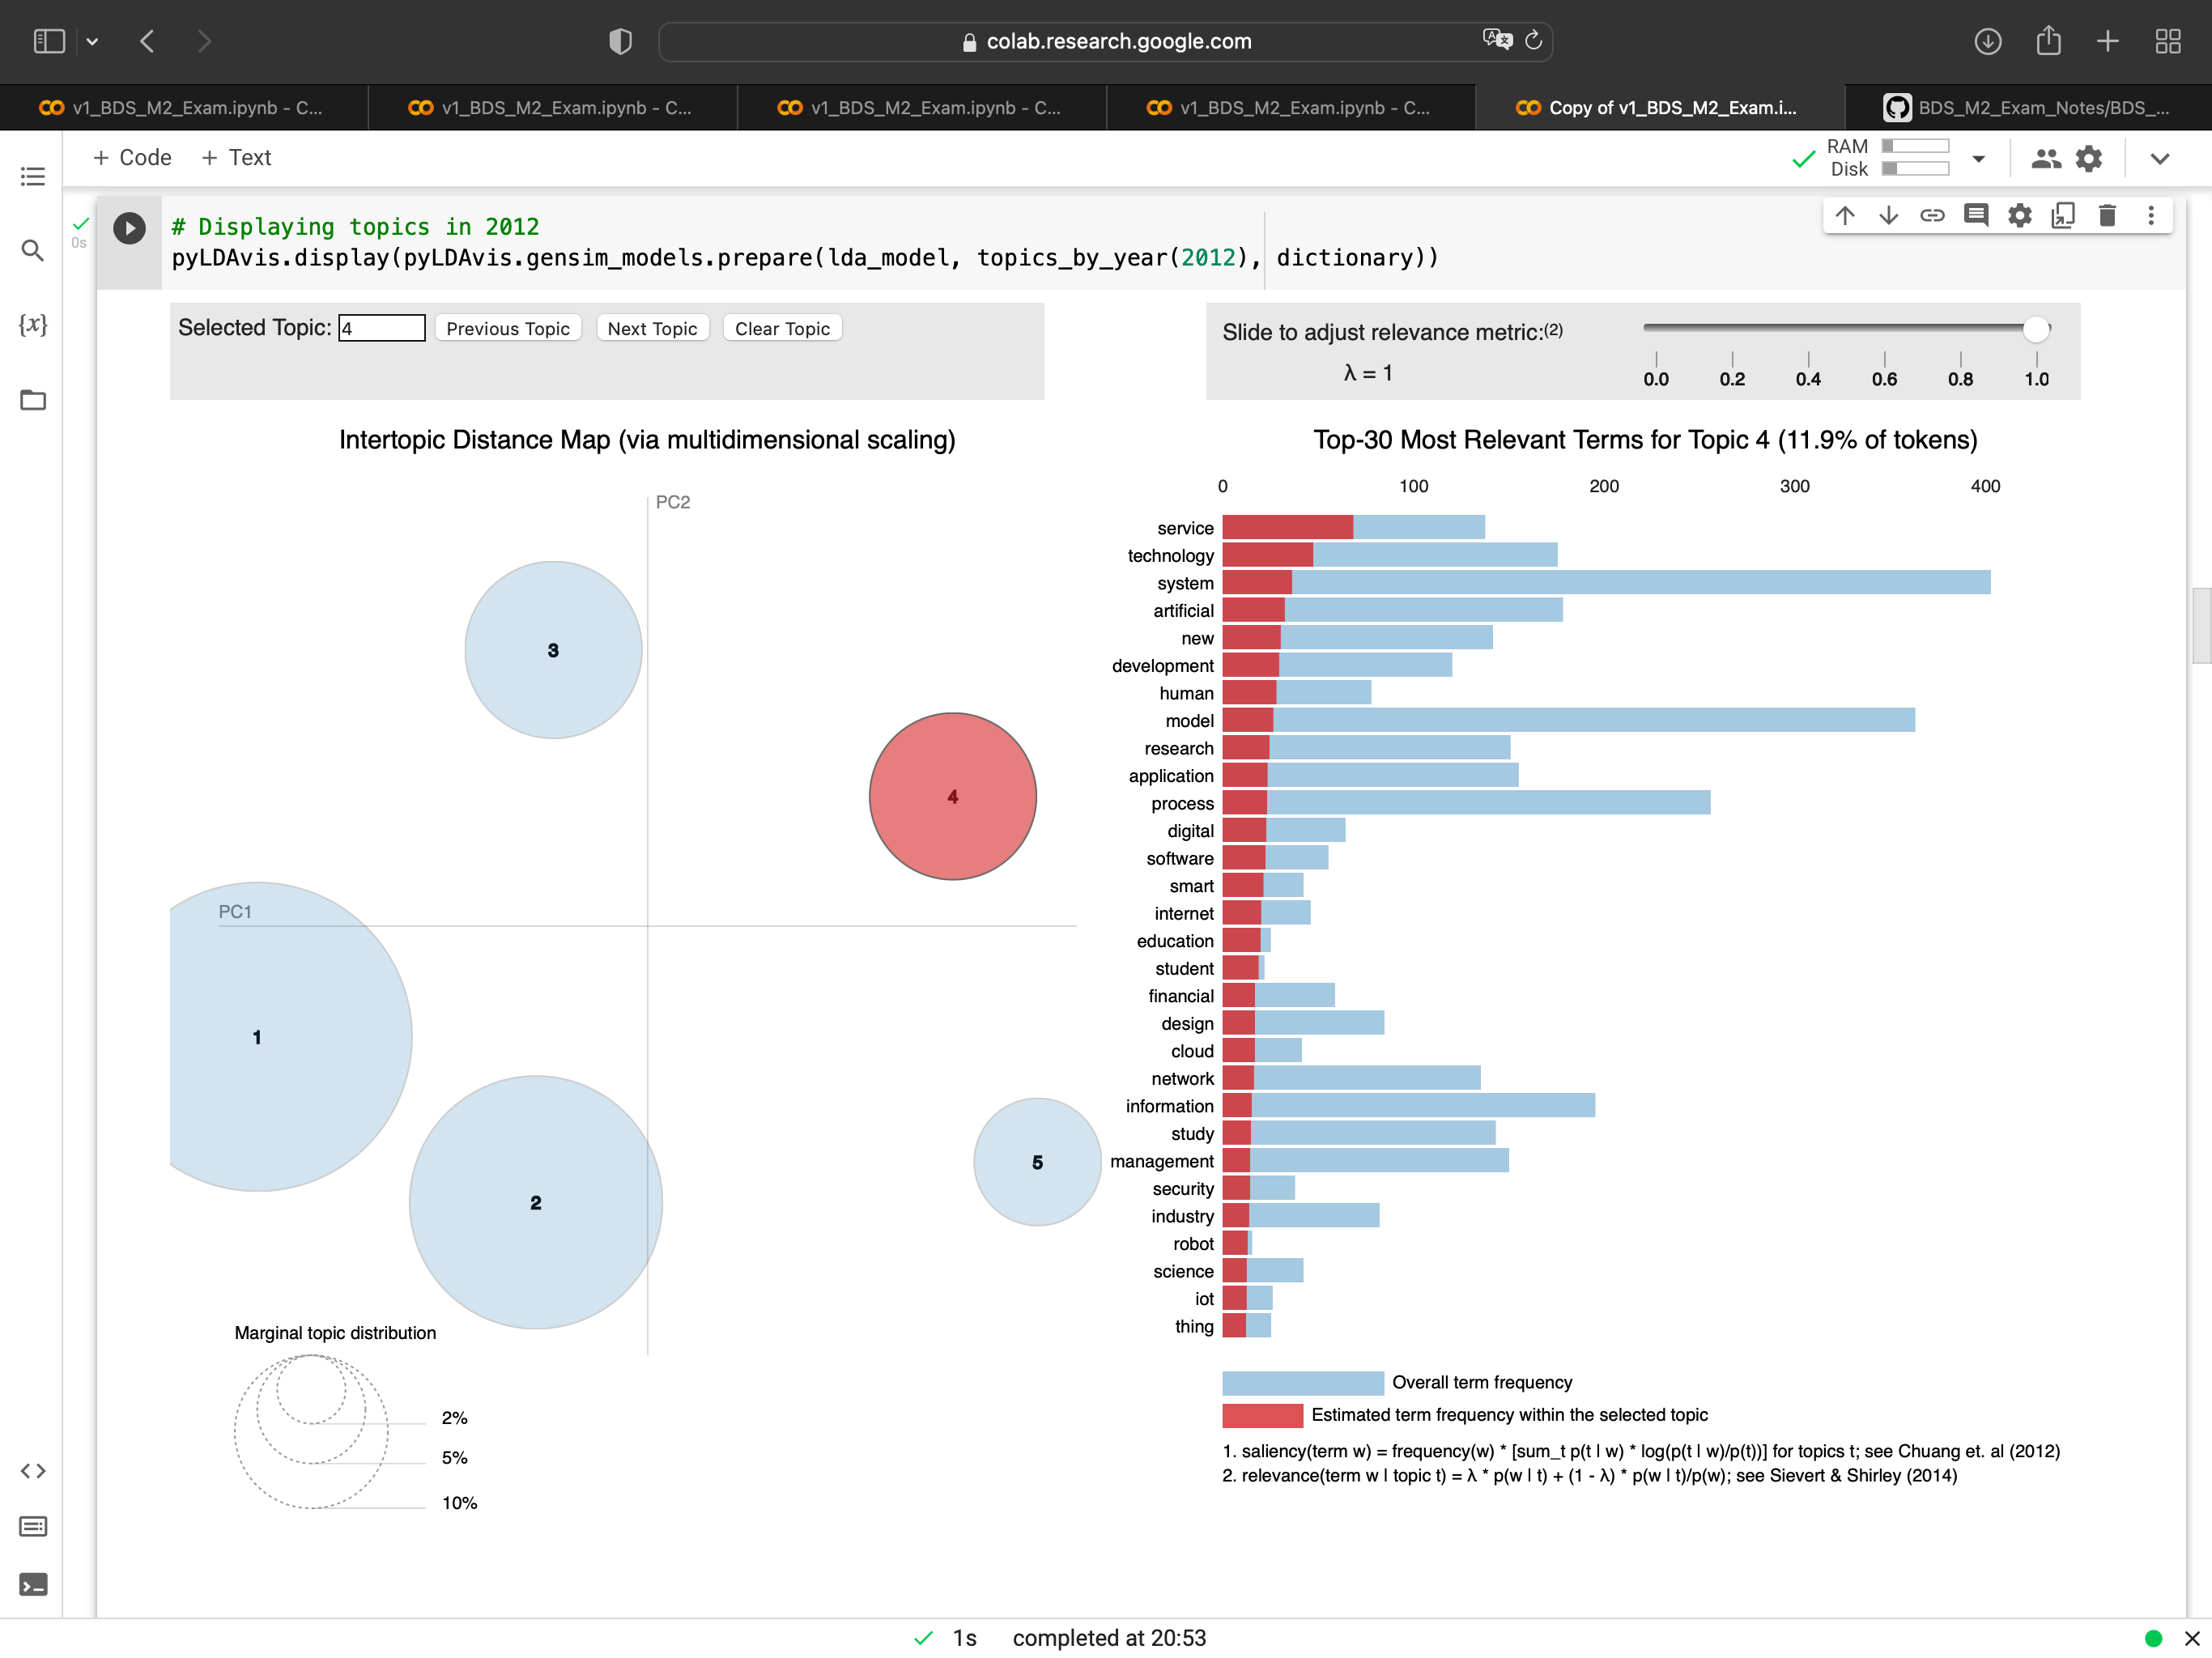 colab.research.google.com
v1_BDS_M2_Exam.ipynb - C...
v1_BDS_M2_Exam.ipynb - C...
v1_BDS_M2_Exam.ipynb - C...
v1_BDS_M2_Exam.ipynb - C...
Copy of v1_BDS_M2_Exam.i...
BDS_M2_Exam_Notes/BDS_...
+ Code + Text
RAM
Disk
0s
# Displaying topics in 2012
pyLDAvis.display(pyLDAvis.gensim_models.prepare(lda_model, topics_by_year(2012), dictionary))
{x}
Selected Topic: 4 Previous Topic Next Topic Clear Topic
Slide to adjust relevance metric:(2)
λ = 1
0.0 0.2 0.4 0.6 0.8 1.0
Intertopic Distance Map (via multidimensional scaling)
PC2
3
4
PC1
1
2
5
Marginal topic distribution
2%
5%
10%
Top-30 Most Relevant Terms for Topic 4 (11.9% of tokens)
0 100 200 300 400
service
technology
system
artificial
new
development
human
model
research
application
process
digital
software
smart
internet
education
student
financial
design
cloud
network
information
study
management
security
industry
robot
science
iot
thing
Overall term frequency
Estimated term frequency within the selected topic
1. saliency(term w) = frequency(w) * [sum_t p(t | w) * log(p(t | w)/p(t))] for topics t; see Chuang et. al (2012)
2. relevance(term w | topic t) = λ * p(w | t) + (1 - λ) * p(w | t)/p(w); see Sievert & Shirley (2014)
1s completed at 20:53